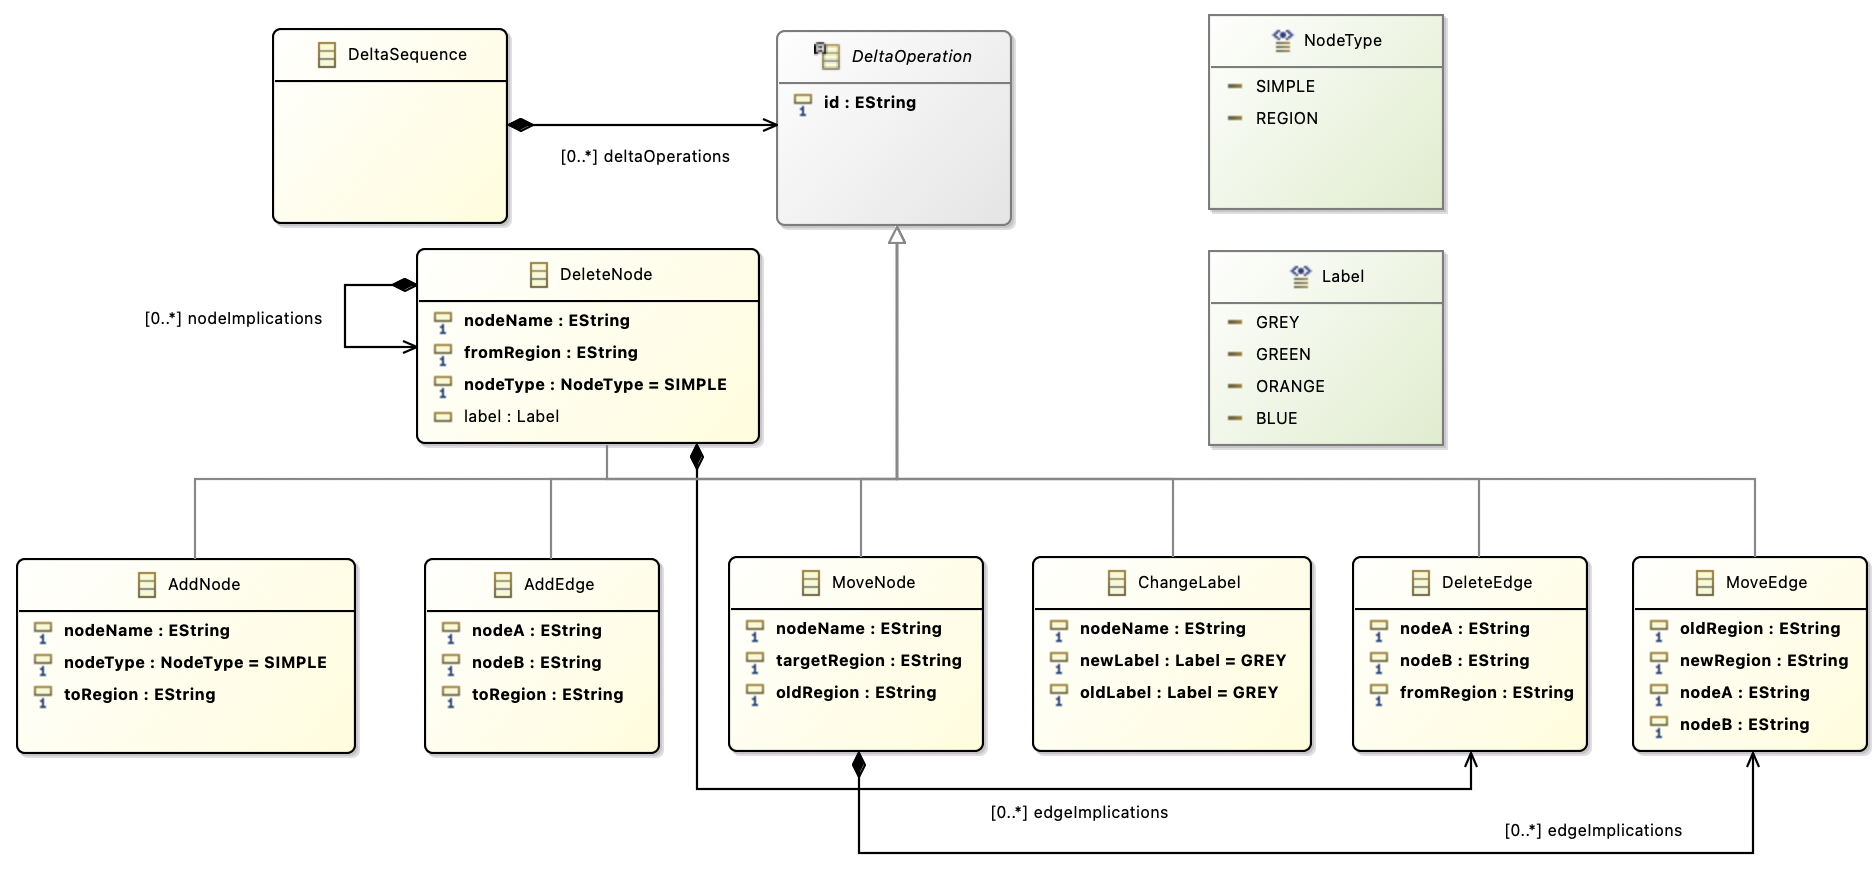 DeltaSequence
DeltaOperation
id : EString
[0..*] deltaOperations
NodeType
SIMPLE
REGION
DeleteNode
nodeName : EString
fromRegion : EString
nodeType : NodeType = SIMPLE
label : Label
[0..*] nodeImplications
Label
GREY
GREEN
ORANGE
BLUE
AddNode
nodeName : EString
nodeType : NodeType = SIMPLE
toRegion : EString
AddEdge
nodeA : EString
nodeB : EString
toRegion : EString
MoveNode
nodeName : EString
targetRegion : EString
oldRegion : EString
ChangeLabel
nodeName : EString
newLabel : Label = GREY
oldLabel : Label = GREY
DeleteEdge
nodeA : EString
nodeB : EString
fromRegion : EString
MoveEdge
oldRegion : EString
newRegion : EString
nodeA : EString
nodeB : EString
[0..*] edgeImplications
[0..*] edgeImplications